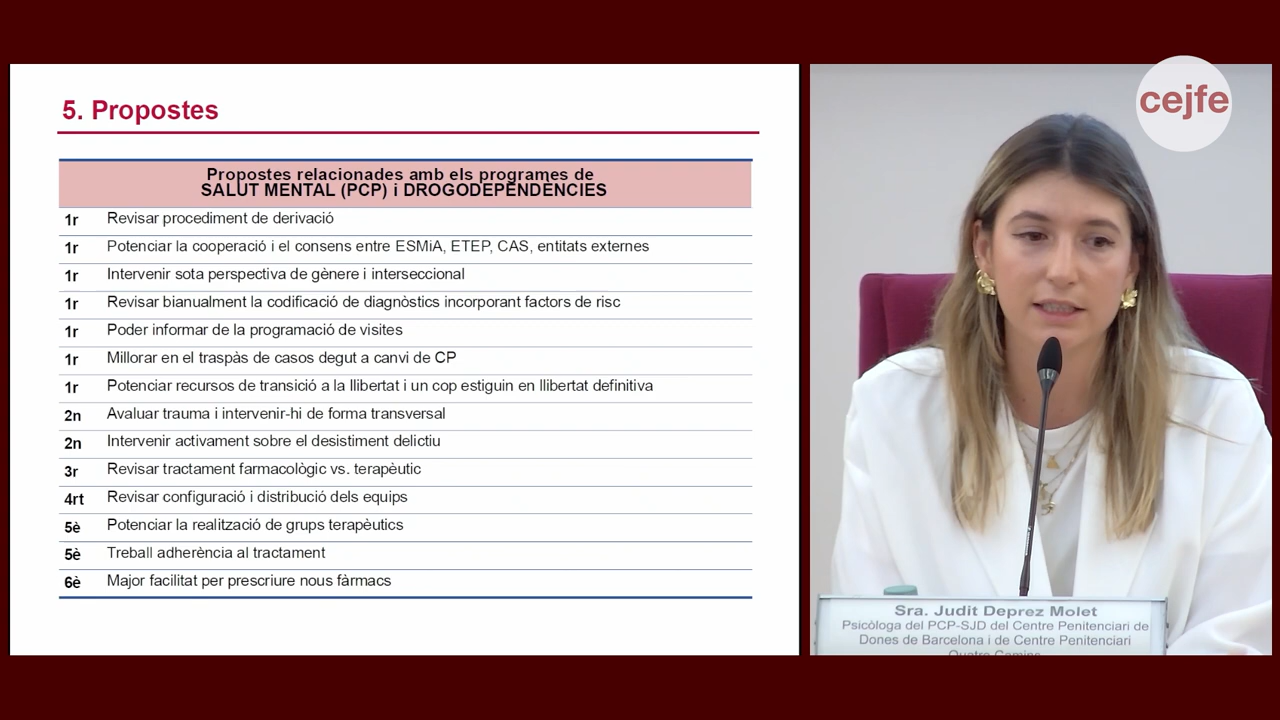 5. Propostes
Propostes relacionades amb els programes de
SALUT MENTAL (PCP) i DROGODEPENDENCIES
1r Revisar procediment de derivació
1r Potenciar la cooperació i el consens entre ESMiA, ETEP, CAS, entitats externes
1r Intervenir sota perspectiva de gènere i interseccional
1r Revisar bianualment la codificació de diagnòstics incorporant factors de risc
1r Poder informar de la programació de visites
1r Millorar en el traspàs de casos degut a canvi de CP
1r Potenciar recursos de transició a la llibertat i un cop estiguin en llibertat definitiva
2n Avaluar trauma i intervenir-hi de forma transversal
2n Intervenir activament sobre el desistiment delictiu
3r Revisar tractament farmacològic vs. terapèutic
4rt Revisar configuració i distribució dels equips
5è Potenciar la realització de grups terapèutics
5è Treball adherència al tractament
6è Major facilitat per prescriure nous fàrmacs
cejfe
Sra. Judit Deprez Molet
Psicòloga del PCP-SJD del Centre Penitenciari de
Dones de Barcelona i de Centre Penitenciari
Quatre Camins